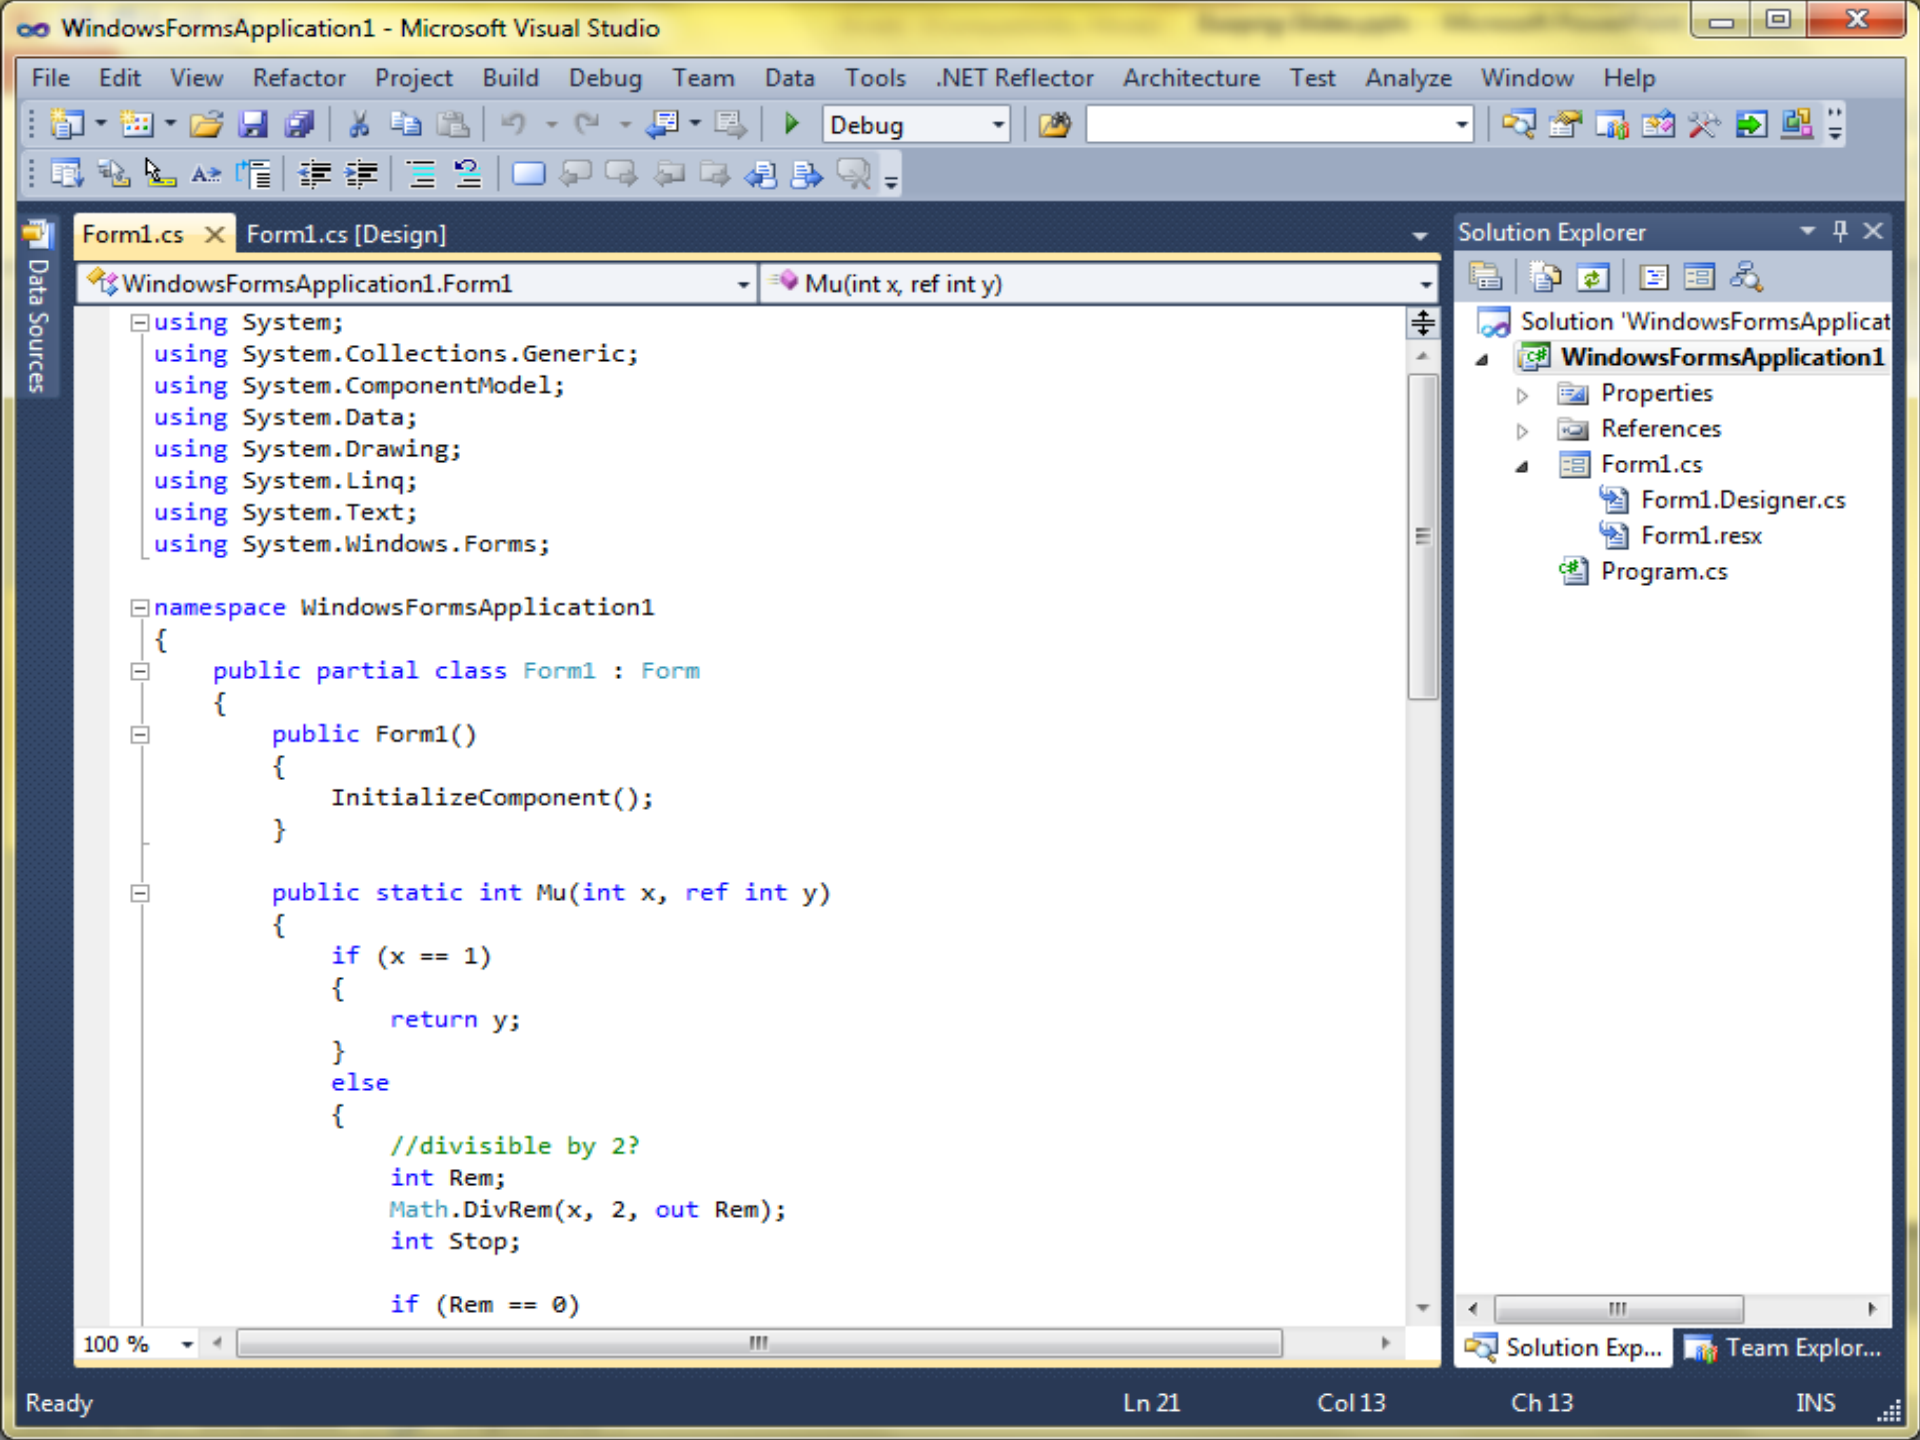 WindowsFormsApplication1 - Microsoft Visual Studio
File Edit View Refactor Project Build Debug Team Data Tools .NET Reflector Architecture Test Analyze Window Help
Debug
Data Sources
Form1.cs Form1.cs [Design]
WindowsFormsApplication1.Form1 Mu(int x, ref int y)
using System;
using System.Collections.Generic;
using System.ComponentModel;
using System.Data;
using System.Drawing;
using System.Linq;
using System.Text;
using System.Windows.Forms;
namespace WindowsFormsApplication1
{
public partial class Form1 : Form
{
public Form1()
{
InitializeComponent();
}
public static int Mu(int x, ref int y)
{
if (x == 1)
{
return y;
}
else
{
//divisible by 2?
int Rem;
Math.DivRem(x, 2, out Rem);
int Stop;
if (Rem == 0)
100 %
Solution Explorer
Solution 'WindowsFormsApplicat
WindowsFormsApplication1
Properties
References
Form1.cs
Form1.Designer.cs
Form1.resx
Program.cs
Solution Exp... Team Explor...
Ready Ln 21 Col 13 Ch 13 INS